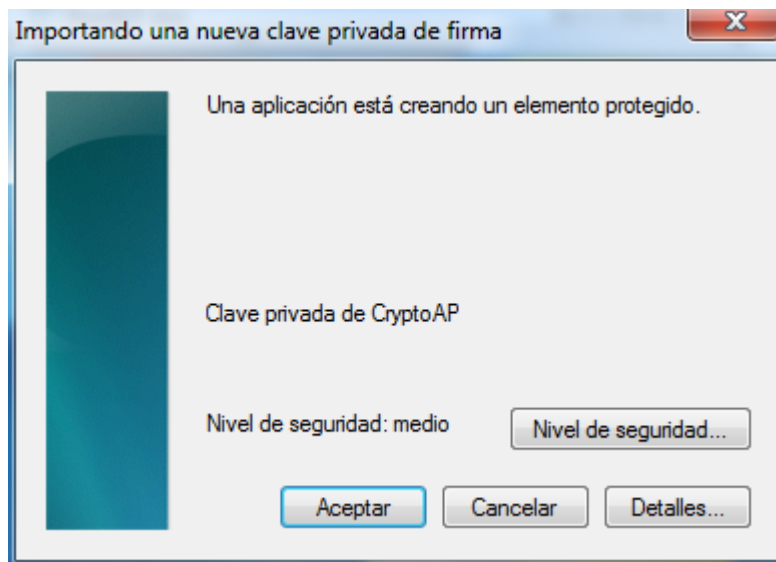 Importando una nueva clave privada de firma
Una aplicación está creando un elemento protegido.
Clave privada de CryptoAP
Nivel de seguridad: medio
Nivel de seguridad...
Aceptar
Cancelar
Detalles...